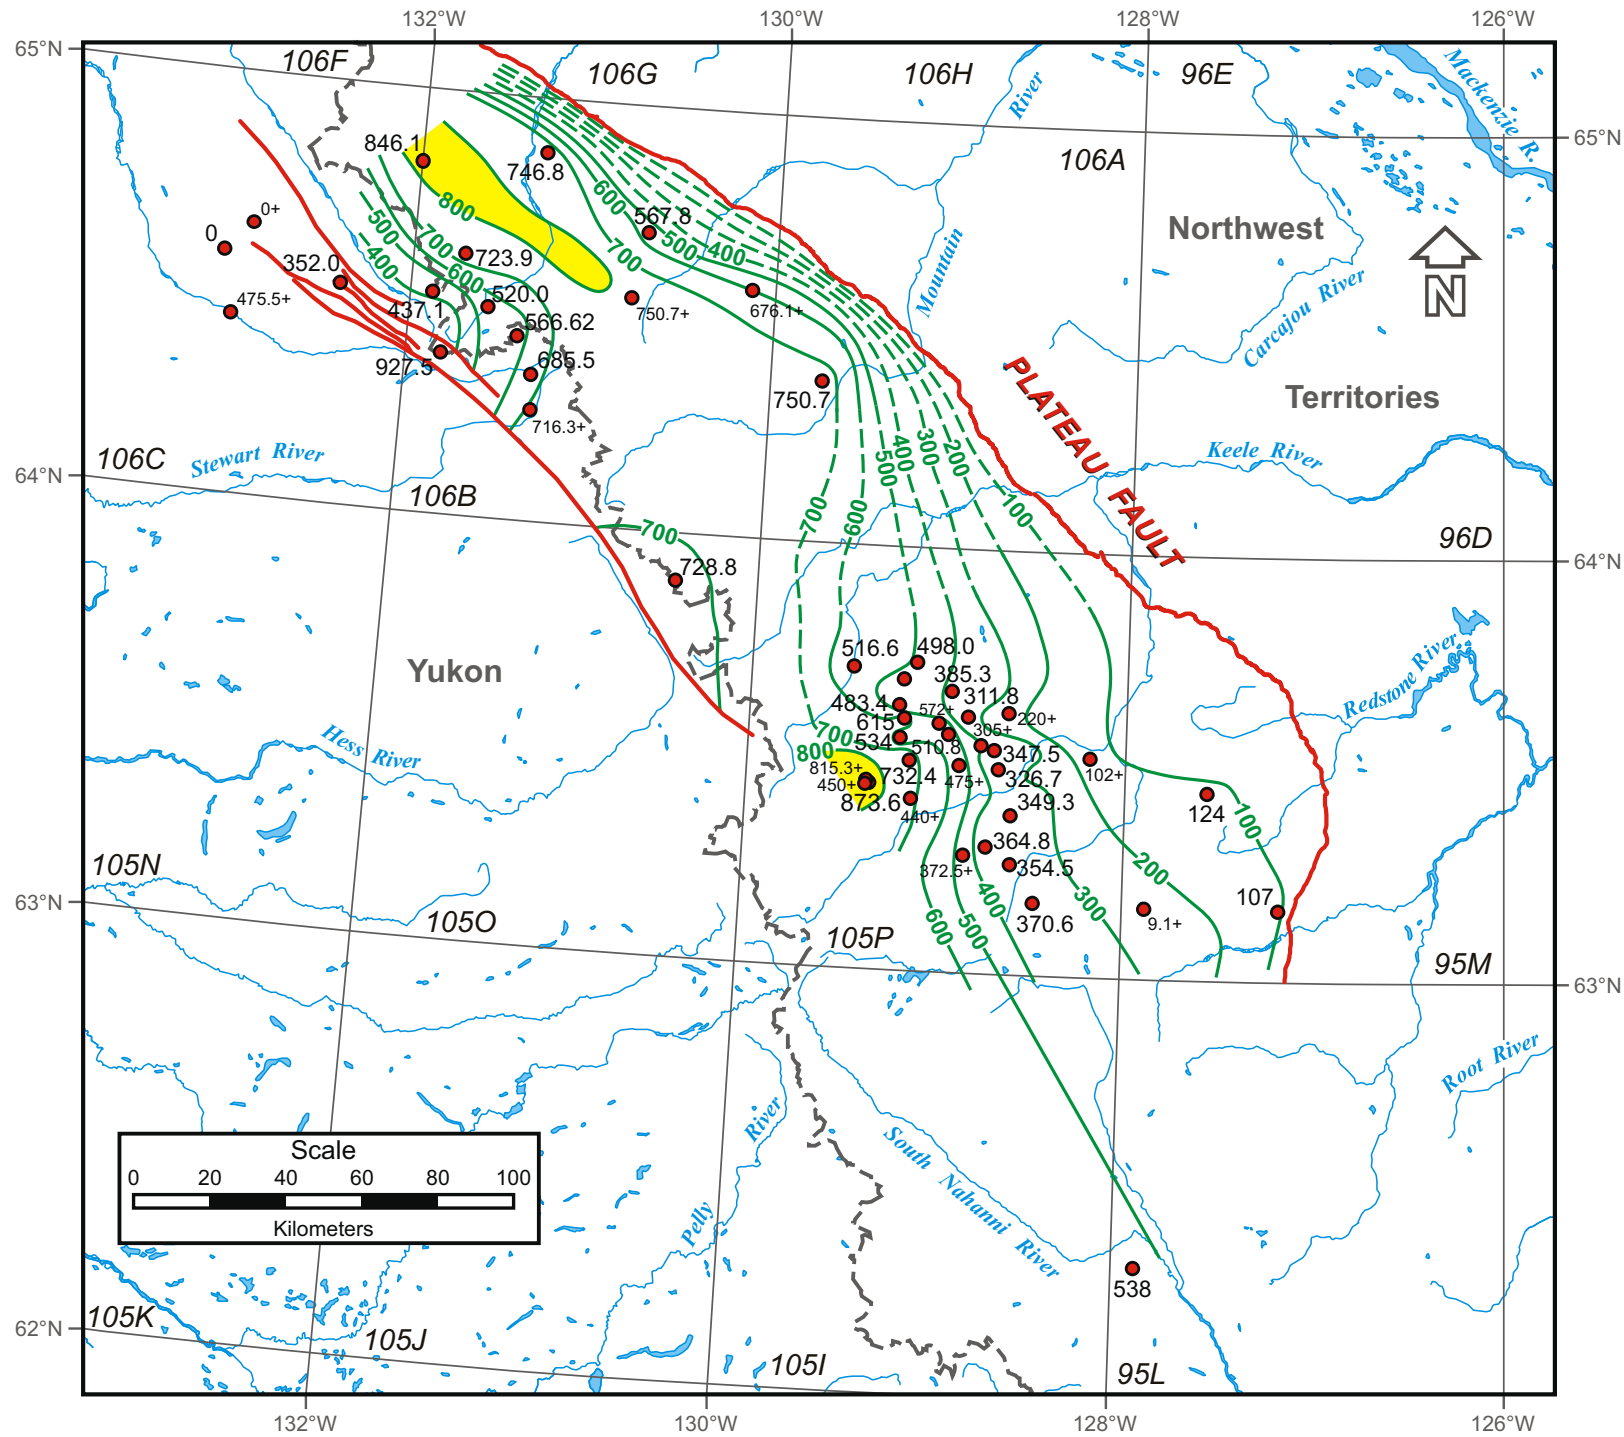 132°W
130°W
128°W
126°W
65°N
106F
106G
106H
96E
Mackenzie R.
River
65°N
106A
846.1
746.8
Northwest
800
600
0+
0
567.8
500
700
723.9
500
400
700
Mountain
N
352.0
400
600
520.0
475.5+
437.1
750.7+
676.1+
Carcajou River
566.62
927.5
685.5
PLATEAU FAULT
750.7
Territories
716.3+
106C
Stewart River
400
300
200
500
Keele River
64°N
106B
700
600
100
700
96D
64°N
728.8
516.6
498.0
Yukon
385.3
311.8
Redstone River
483.4
572+
220+
615
305+
Hess River
700
534
510.8
347.5
800
815.3+
732.4
475+
326.7
102+
450+
873.6
440+
349.3
124
100
364.8
105N
372.5+
354.5
200
63°N
105O
400
300
107
600
500
370.6
9.1+
105P
95M
63°N
Root River
Scale
0 20 40 60 80 100
Kilometers
Pelly River
South Nahanni River
538
62°N
105K
105J
105I
95L
132°W
130°W
128°W
126°W